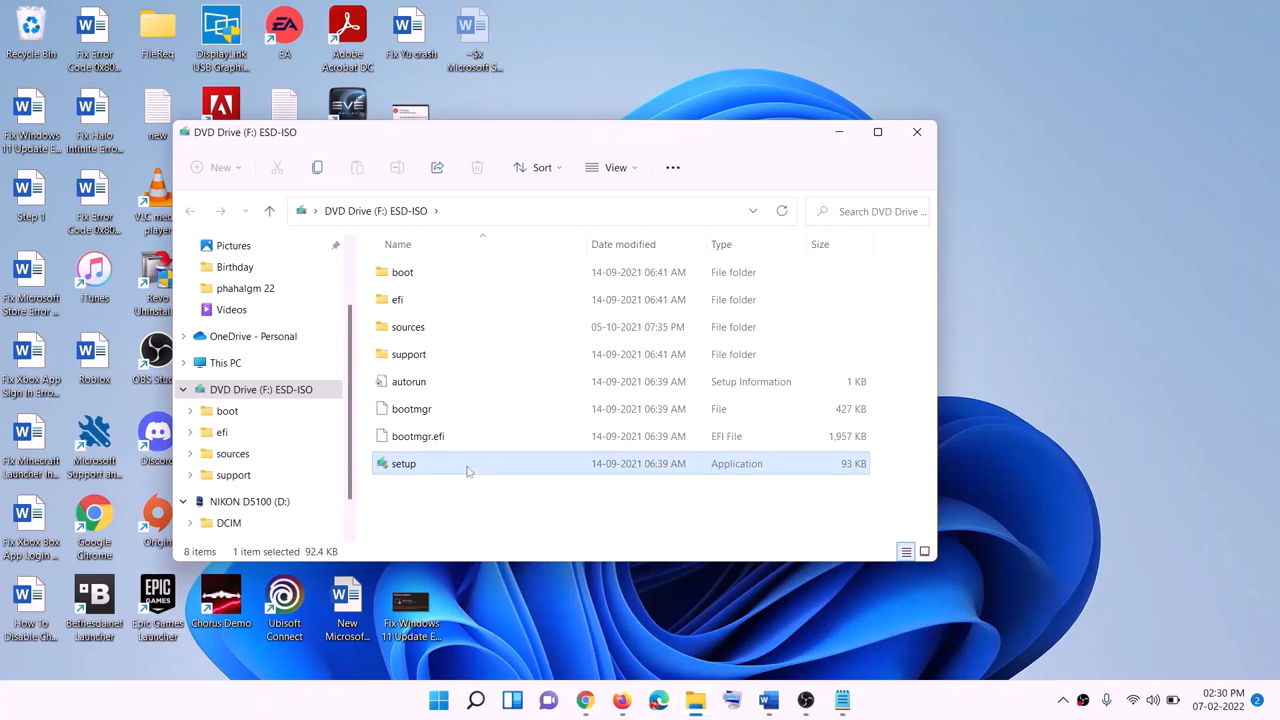 Recycle Bin
Fix Error
Code 0x80...
FileReq
DisplayLink
USB Graphi...
EA
EA
Adobe
Acrobat DC
Fix Yu crash
~$x
Microsoft S...
Fix Windows
11 Update E...
Fix Halo
Infinite Erro...
new
EVE
DVD Drive (F:) ESD-ISO
New
Sort
View
DVD Drive (F:) ESD-ISO
Search DVD Drive ...
Step 1
Fix Error
Code 0x80...
VLC med
player
Fix Microsoft
Store Error ...
iTunes
Revo
Uninstal
Fix Xbox App
Sign In Erro...
Roblox
OBS Stu
Fix Minecraft
Launcher In...
Microsoft
Support an...
Discord
Fix Xbox Box
App Login ...
Google
Chrome
Origin
Pictures
Birthday
phahalgm 22
Videos
OneDrive - Personal
This PC
DVD Drive (F:) ESD-ISO
boot
efi
sources
support
NIKON D5100 (D:)
DCIM
Name Date modified Type Size
boot 14-09-2021 06:41 AM File folder
efi 14-09-2021 06:41 AM File folder
sources 05-10-2021 07:35 PM File folder
support 14-09-2021 06:41 AM File folder
autorun 14-09-2021 06:39 AM Setup Information 1 KB
bootmgr 14-09-2021 06:39 AM File 427 KB
bootmgr.efi 14-09-2021 06:39 AM EFI File 1,957 KB
setup 14-09-2021 06:39 AM Application 93 KB
8 items 1 item selected 92.4 KB
How To
Disable Ch...
B
Bethesda.net
Launcher
EPIC
GAMES
Epic Games
Launcher
Chorus Demo
Ubisoft
Connect
New
Microsof...
Fix Windows
11 Update E...
02:30 PM
07-02-2022
2